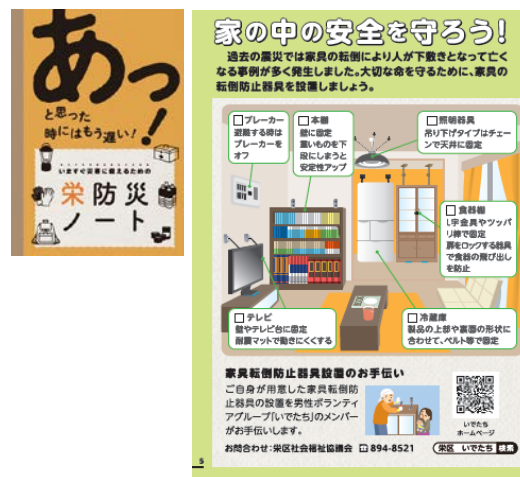 あっ
と思った
時にはもう遅い!
いますぐ災害に備えるための
栄防災
ノート
家の中の安全を守ろう!
過去の震災では家具の転倒により人が下敷きとなって亡く
なる事例が多く発生しました。大切な命を守るために、家具の
転倒防止器具を設置しましょう。
□ブレーカー
避難する時は
ブレーカーを
オフ
□本棚
壁に固定
重いものを下
段にしまうと
安定性アップ
□照明器具
吊り下げタイプはチェー
ンで天井に固定
□食器棚
L字金具やツッパ
リ棒で固定
扉をロックする器具
で食器の飛び出し
を防止
□テレビ
壁やテレビ台に固定
耐震マットで動きにくくする
□冷蔵庫
製品の上部や裏面の形状に
合わせて、ベルト等で固定
家具転倒防止器具設置のお手伝い
ご自身が用意した家具転倒防
止器具の設置を男性ボランティ
アグループ「いでたち」のメンバー
がお手伝いします。
いでたち
ホームページ
お問合わせ:栄区社会福祉協議会 ☎894-8521
栄区 いでたち 検索
5